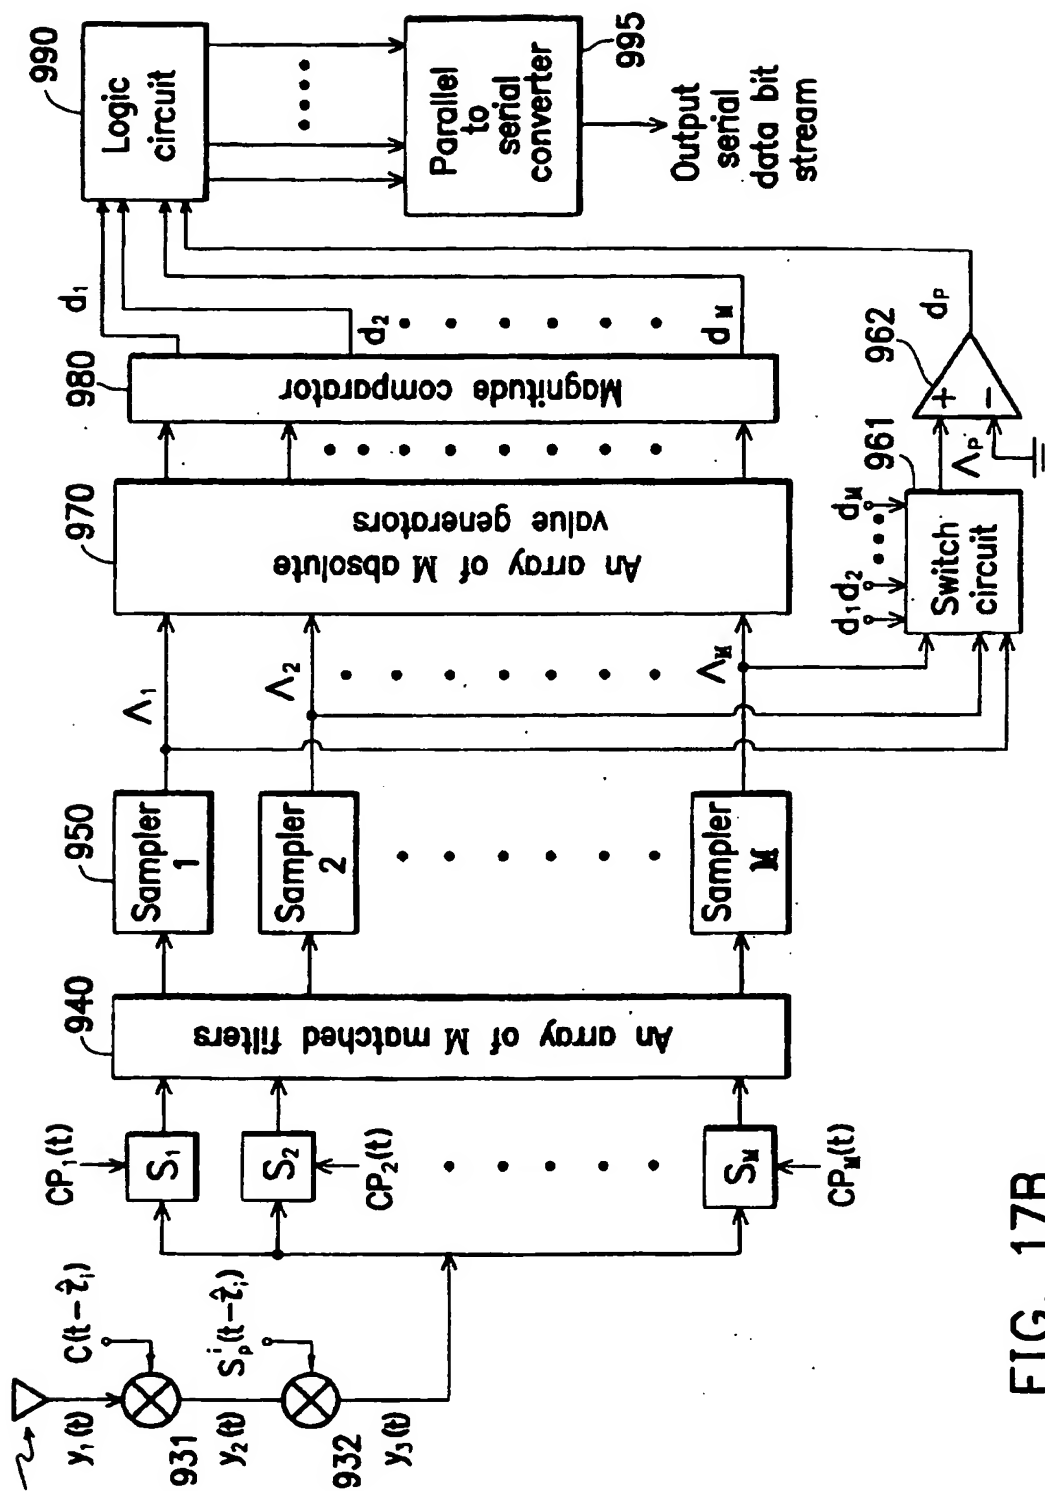 y₁(t)
C(t-τ̂ᵢ)
931
y₂(t)
Sₚⁱ(t-τ̂ᵢ)
932
y₃(t)
CP₁(t)
S₁
S₂
CP₂(t)
Sₘ
CPₘ(t)
940
An array of M matched filters
950
Sampler
1
Sampler
2
Sampler
M
Λ₁
Λ₂
Λₘ
970
An array of M absolute
value generators
980
Magnitude comparator
d₁
d₂
dₘ
990
Logic
circuit
Parallel
to
serial
converter
995
Output
serial
data bit
stream
d₁
d₂
dₘ
961
Switch
circuit
Λₚ
962
+
−
dₚ
FIG. 17B